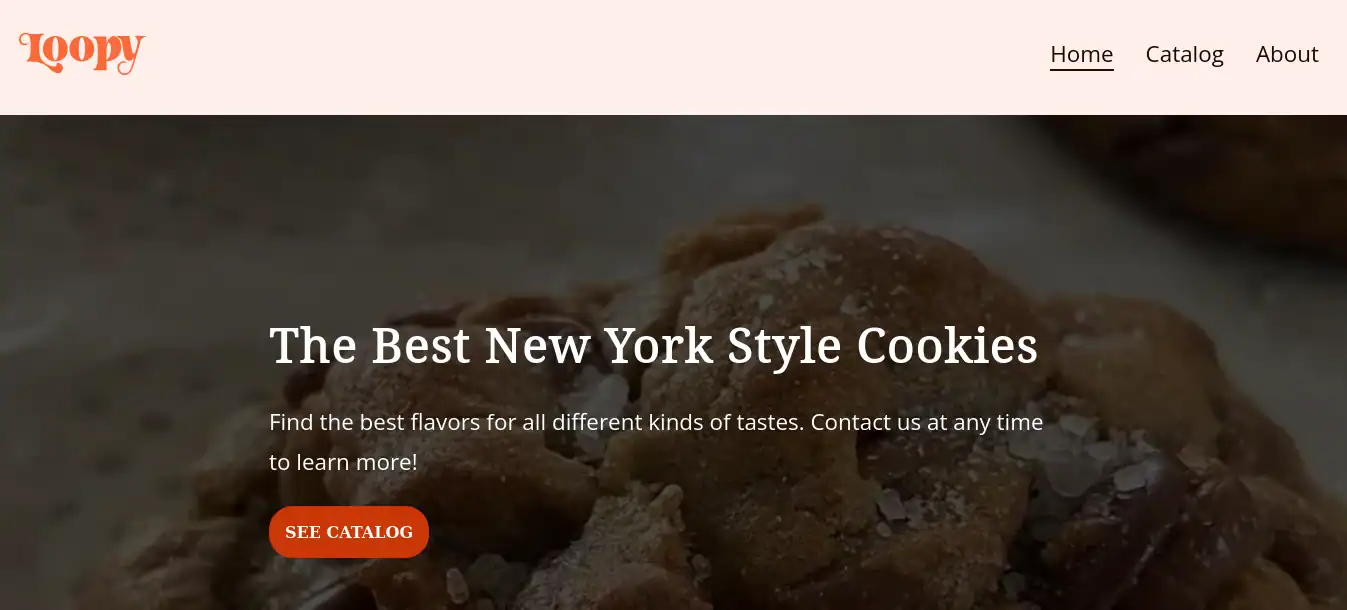 Loopy
Home Catalog About
The Best New York Style Cookies
Find the best flavors for all different kinds of tastes. Contact us at any time
to learn more!
SEE CATALOG